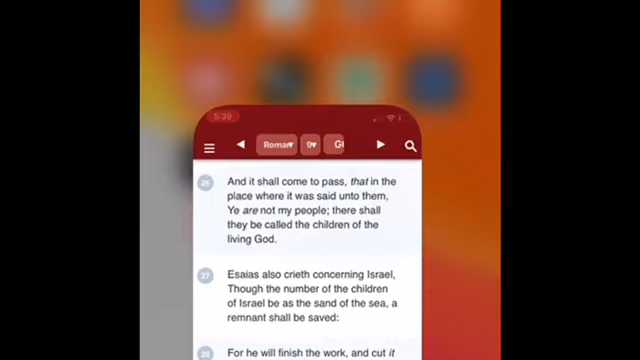 5:39
Roman 9 GO
26 And it shall come to pass, that in the
place where it was said unto them,
Ye are not my people; there shall
they be called the children of the
living God.
27 Esaias also crieth concerning Israel,
Though the number of the children
of Israel be as the sand of the sea, a
remnant shall be saved:
28 For he will finish the work, and cut it